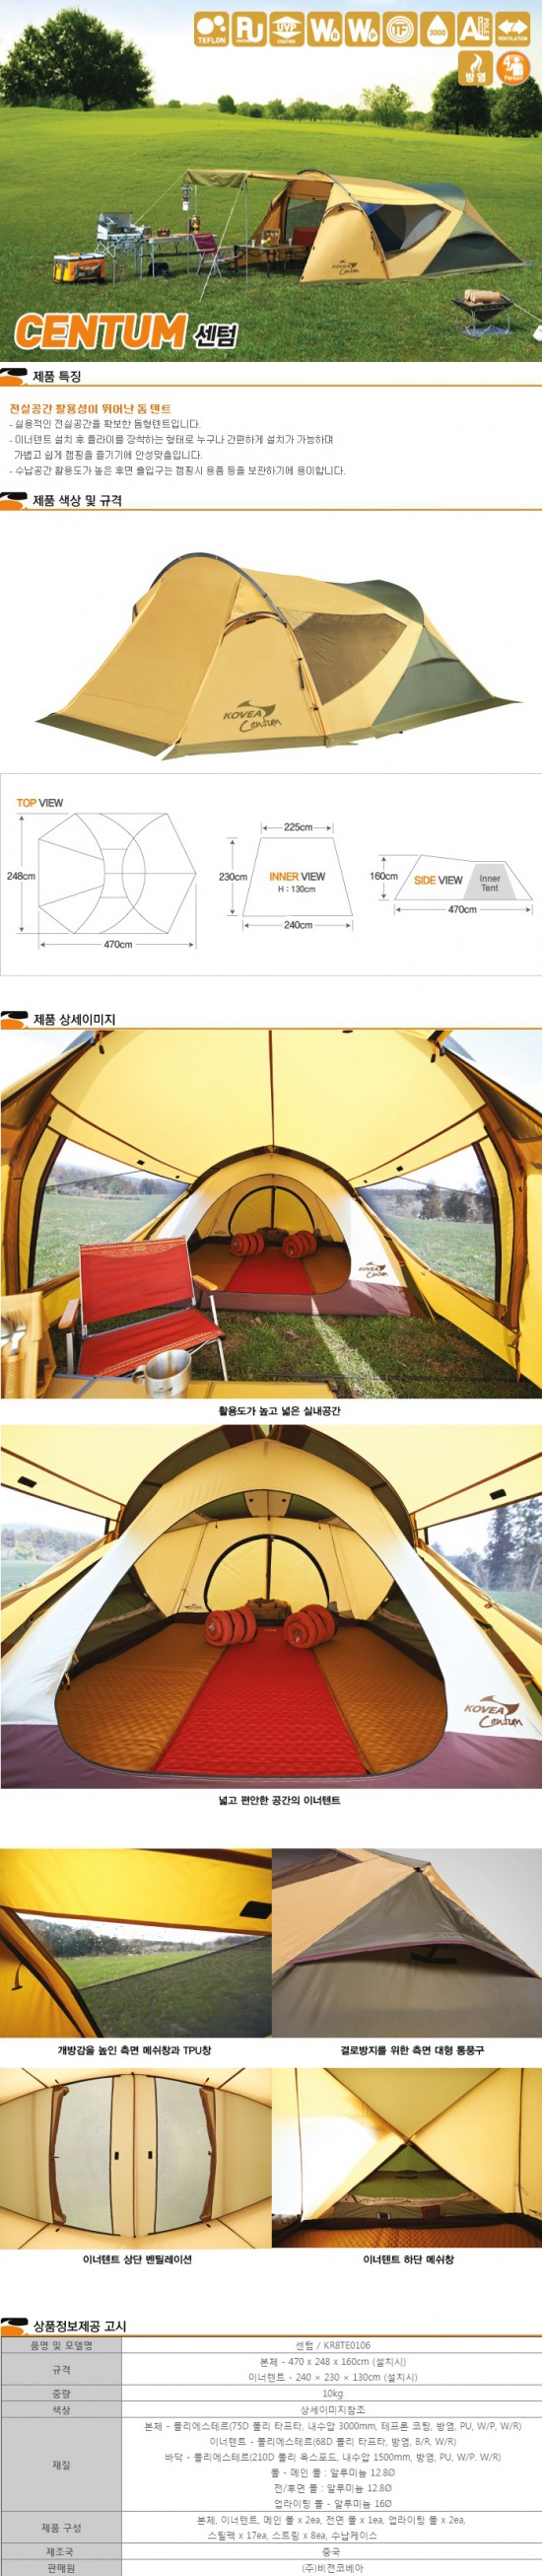 TEFLON
PU
UVP
COATING
W/P
W/R
TF
3000
AL
POLE
VENTILATION
방염
4 Person
KOVEA
Centum
CENTUM 센텀
제품 특징
전실공간 활용성이 뛰어난 돔 텐트
- 실용적인 전실공간을 확보한 돔형텐트입니다.
- 이너텐트 설치 후 플라이를 장착하는 형태로 누구나 간편하게 설치가 가능하며
가볍고 쉽게 캠핑을 즐기기에 안성맞춤입니다.
- 수납공간 활용도가 높은 후면 출입구는 캠핑시 용품 등을 보관하기에 용이합니다.
제품 색상 및 규격
KOVEA
Centum
TOP VIEW
248cm
470cm
225cm
230cm
INNER VIEW
H : 130cm
240cm
160cm
SIDE VIEW
Inner
Tent
470cm
제품 상세이미지
KOVEA
Centum
활용도가 높고 넓은 실내공간
KOVEA
Centum
넓고 편안한 공간의 이너텐트
개방감을 높인 측면 메쉬창과 TPU창
결로방지를 위한 측면 대형 통풍구
이너텐트 상단 벤틸레이션
이너텐트 하단 메쉬창
상품정보제공 고시
품명 및 모델명
센텀 / KR8TE0106
규격
본체 - 470 x 248 x 160cm (설치시)
이너텐트 - 240 × 230 × 130cm (설치시)
중량
10kg
색상
상세이미지참조
재질
본체 - 폴리에스테르(75D 폴리 타프타, 내수압 3000mm, 테프론 코팅, 방염, PU, W/P, W/R)
이너텐트 - 폴리에스테르(68D 폴리 타프타, 방염, B/R, W/R)
바닥 - 폴리에스테르(210D 폴리 옥스포드, 내수압 1500mm, 방염, PU, W/P. W/R)
폴 - 메인 폴 : 알루미늄 12.8Ø
전/후면 폴 : 알루미늄 12.8Ø
업라이팅 폴 - 알루미늄 16Ø
제품 구성
본체, 이너텐트, 메인 폴 x 2ea, 전면 폴 x 1ea, 업라이팅 폴 x 2ea,
스틸펙 x 17ea, 스트링 x 8ea, 수납케이스
제조국
중국
판매원
(주)비젼코베아